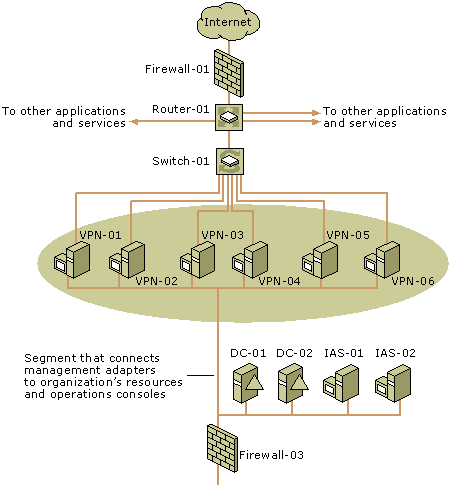 Internet
Firewall-01
Router-01
To other applications
and services
To other applications
and services
Switch-01
VPN-01
VPN-03
VPN-05
VPN-02
VPN-04
VPN-06
DC-01
DC-02
IAS-01
IAS-02
Segment that connects
management adapters
to organization's resources
and operations consoles
Firewall-03